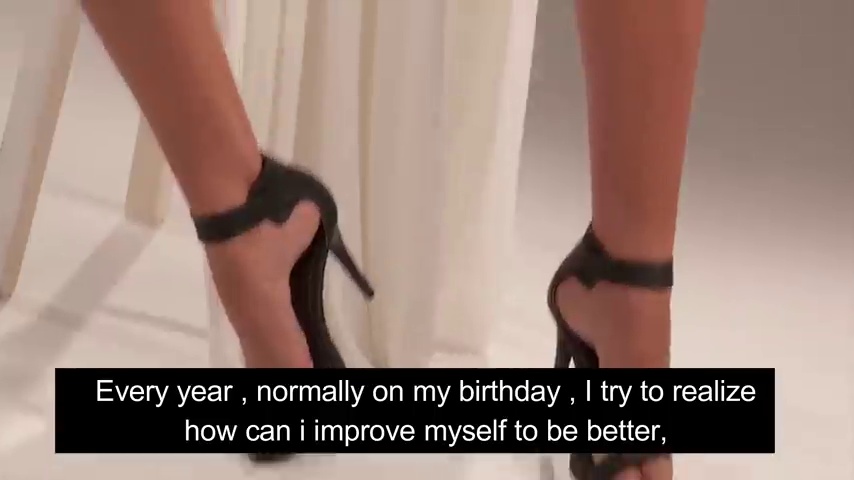 Every year , normally on my birthday , I try to realize
how can i improve myself to be better,